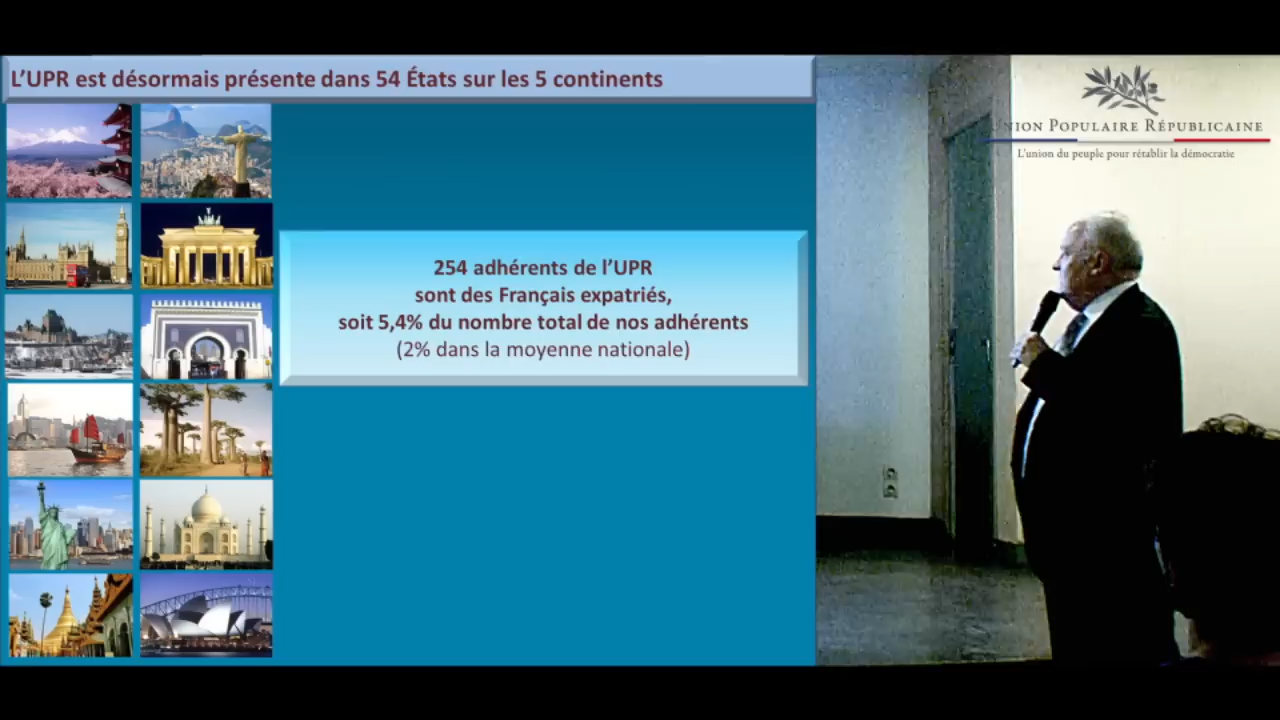 L'UPR est désormais présente dans 54 États sur les 5 continents
UNION POPULAIRE RÉPUBLICAINE
L'union du peuple pour rétablir la démocratie
254 adhérents de l'UPR
sont des Français expatriés,
soit 5,4% du nombre total de nos adhérents
(2% dans la moyenne nationale)